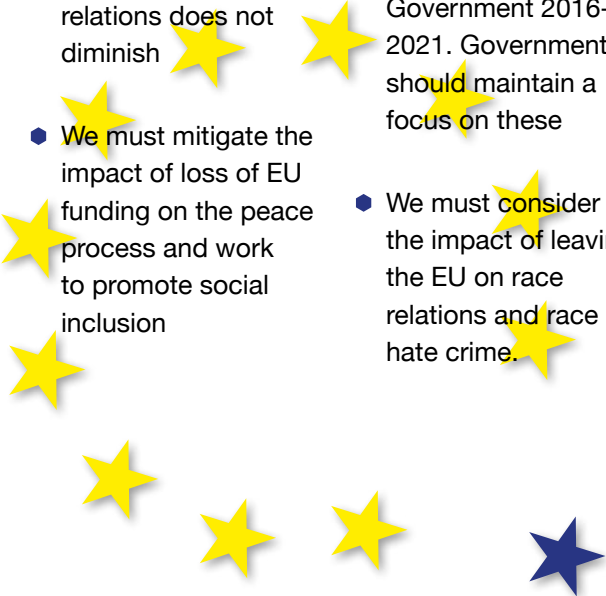 relations does not
diminish
We must mitigate the
impact of loss of EU
funding on the peace
process and work
to promote social
inclusion
Government 2016-
2021. Government
should maintain a
focus on these
We must consider
the impact of
the EU on race
relations and race
hate crime.